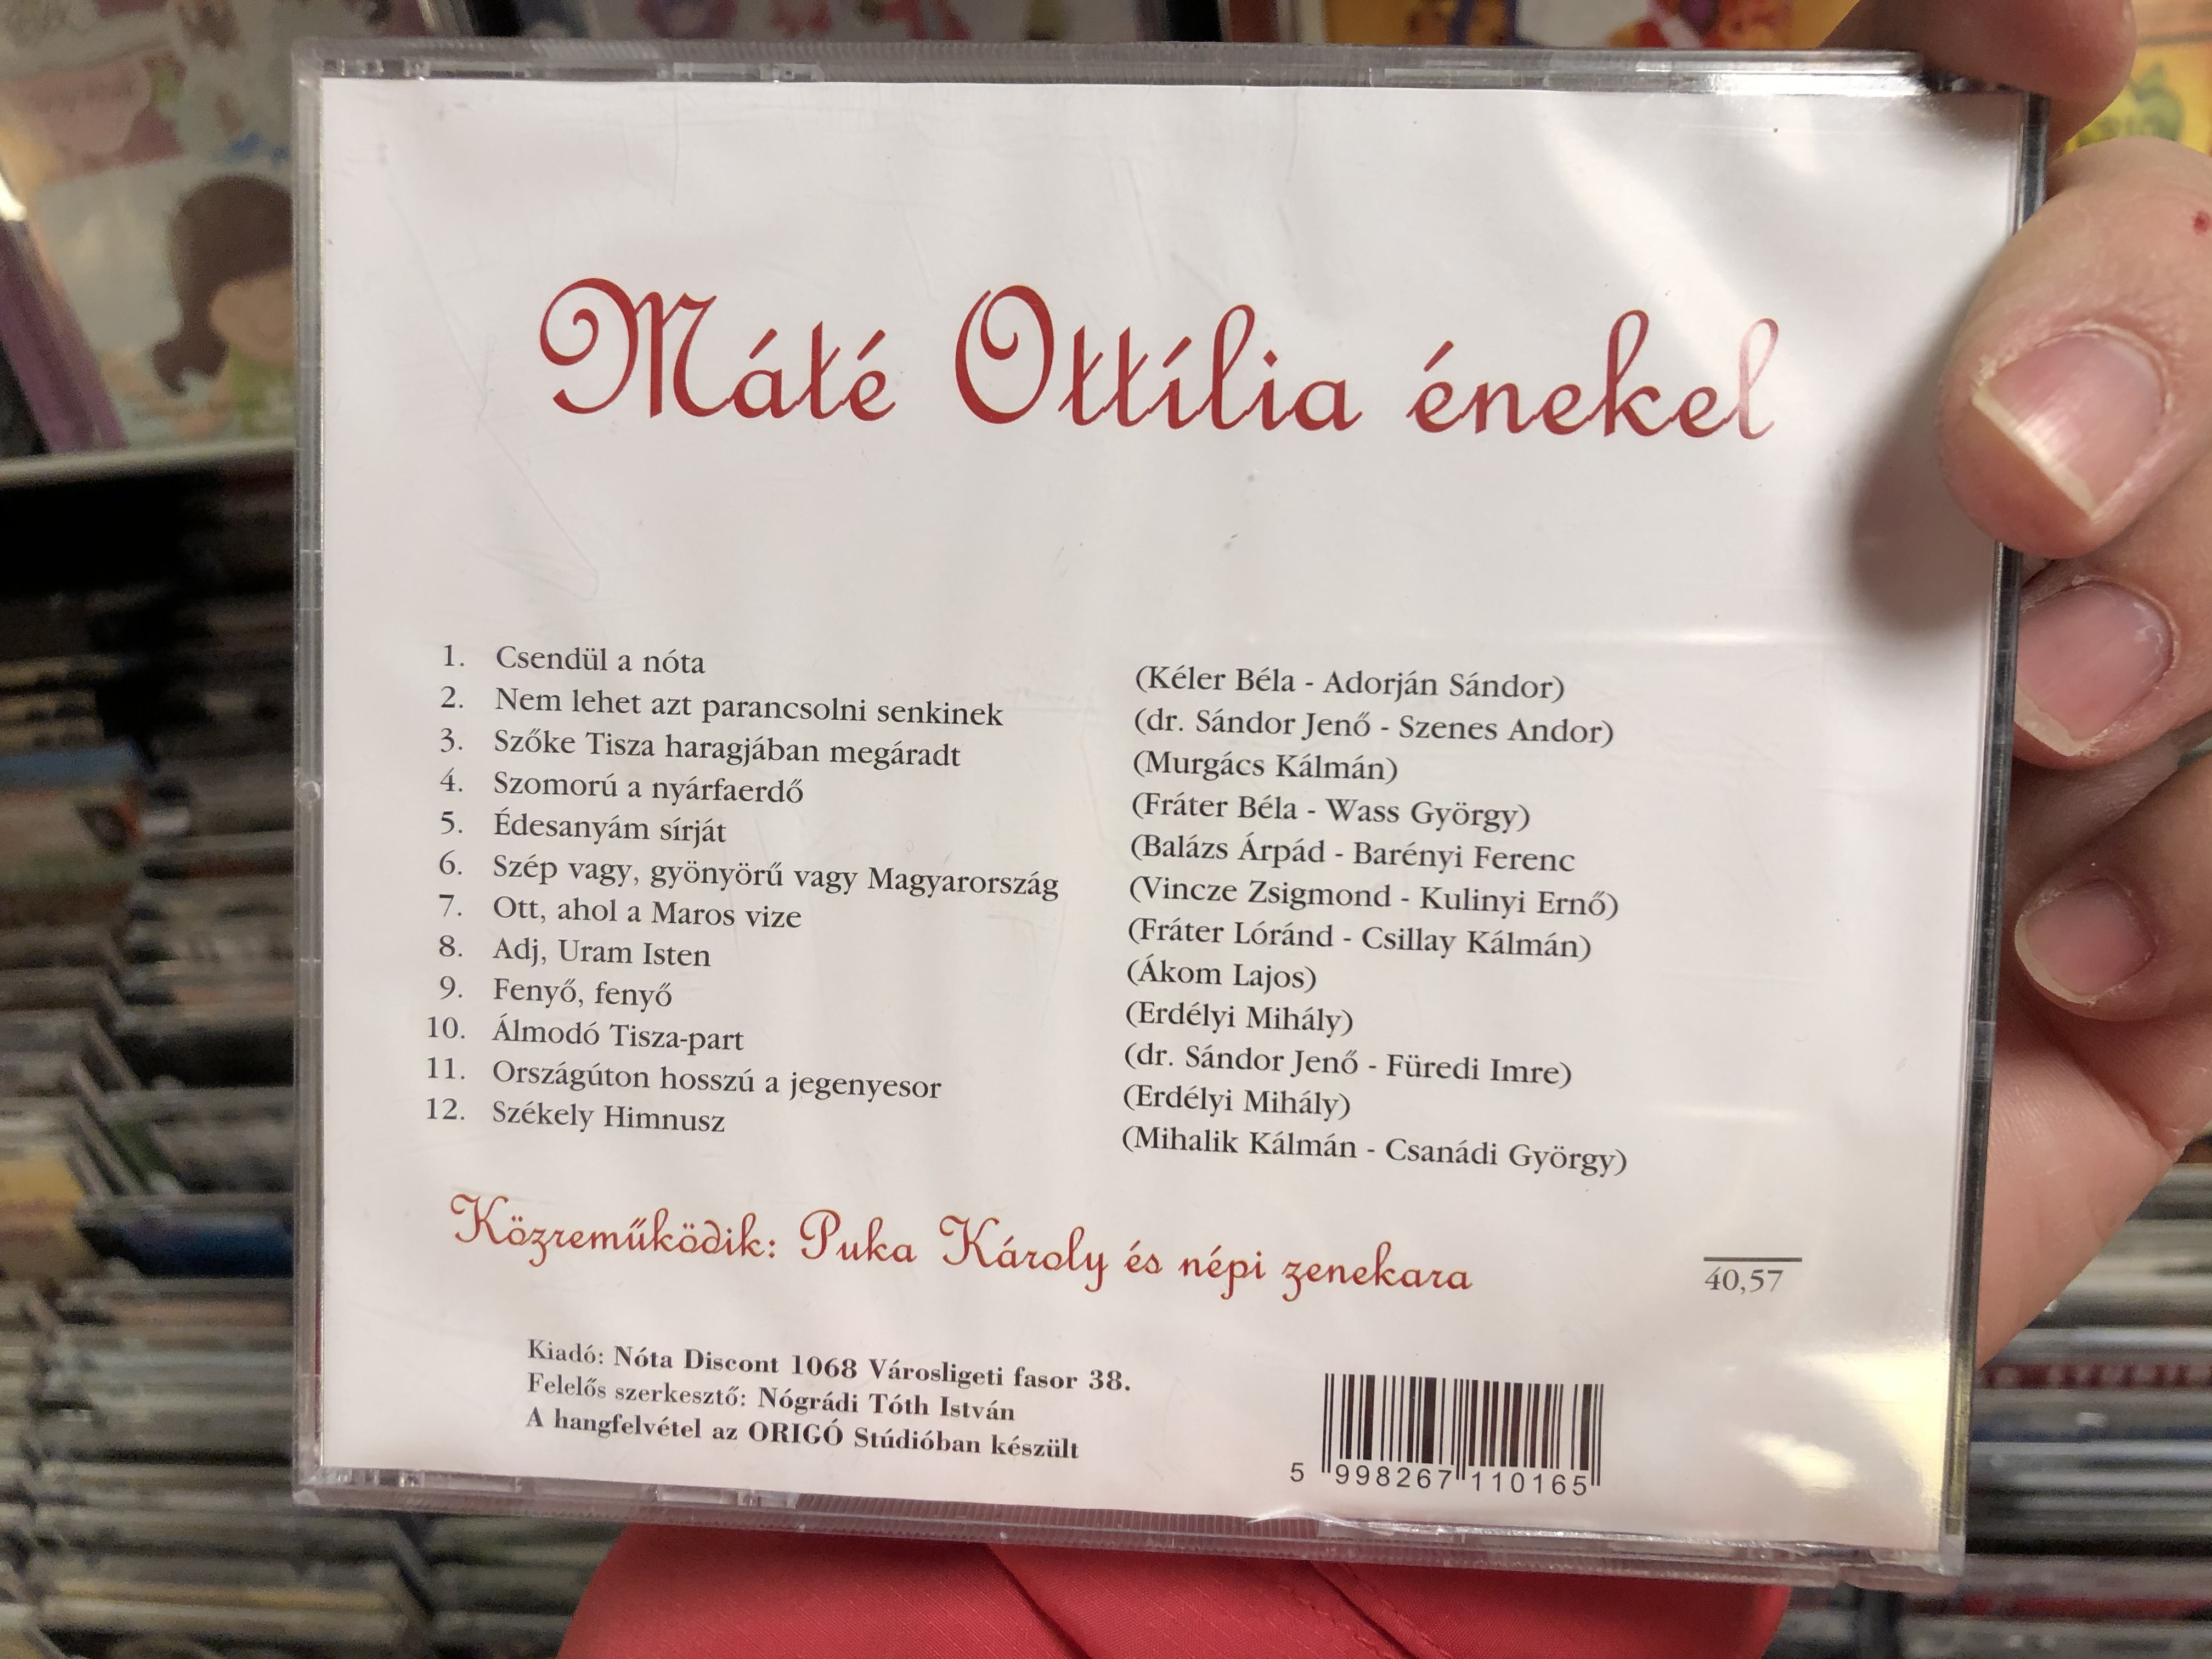 Máté Ottília énekel
1. Csendül a nóta (Kéler Béla - Adorján Sándor)
2. Nem lehet azt parancsolni senkinek (dr. Sándor Jenő - Szenes Andor)
3. Szőke Tisza haragjában megáradt (Murgács Kálmán)
4. Szomorú a nyárfaerdő (Fráter Béla - Wass György)
5. Édesanyám sírját (Balázs Árpád - Barényi Ferenc
6. Szép vagy, gyönyörű vagy Magyarország (Vincze Zsigmond - Kulinyi Ernő)
7. Ott, ahol a Maros vize (Fráter Lóránd - Csillay Kálmán)
8. Adj, Uram Isten (Ákom Lajos)
9. Fenyő, fenyő (Erdélyi Mihály)
10. Álmodó Tisza-part (dr. Sándor Jenő - Füredi Imre)
11. Országúton hosszú a jegenyesor (Erdélyi Mihály)
12. Székely Himnusz (Mihalik Kálmán - Csanádi György)
Közreműködik: Puka Károly és népi zenekara
40,57
Kiadó: Nóta Discont 1068 Városligeti fasor 38.
Felelős szerkesztő: Nógrádi Tóth István
A hangfelvétel az ORIGÓ Stúdióban készült
5 998267 110165